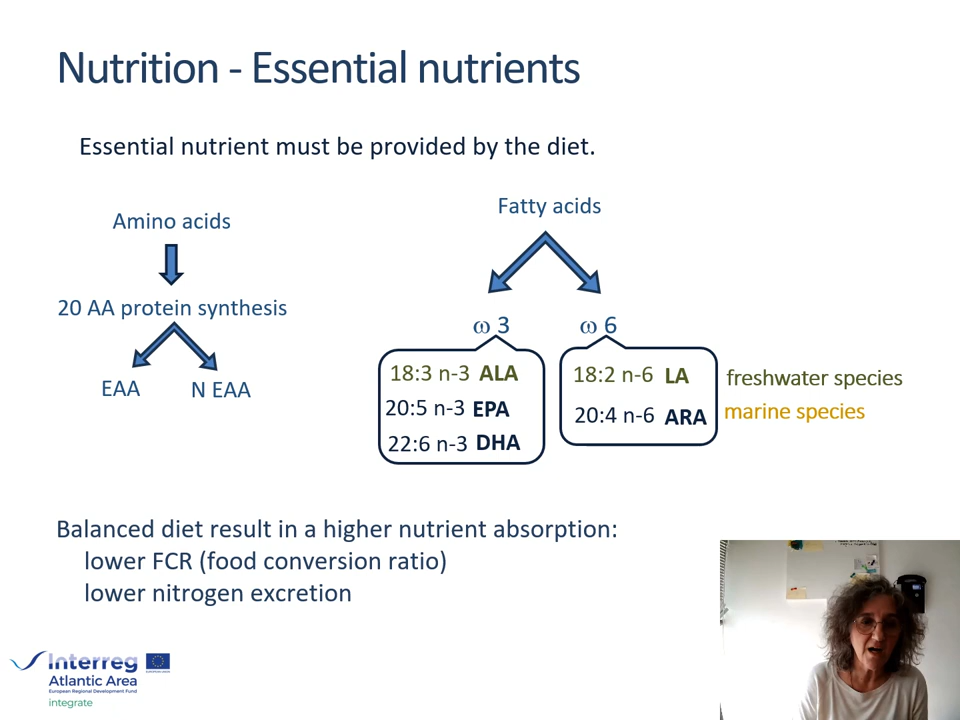 Nutrition - Essential nutrients
Essential nutrient must be provided by the diet.
Amino acids
20 AA protein synthesis
EAA
N EAA
Fatty acids
ω 3
ω 6
18:3 n-3 ALA
20:5 n-3 EPA
22:6 n-3 DHA
18:2 n-6 LA
20:4 n-6 ARA
freshwater species
marine species
Balanced diet result in a higher nutrient absorption:
lower FCR (food conversion ratio)
lower nitrogen excretion
Interreg
Atlantic Area
European Regional Development Fund
integrate